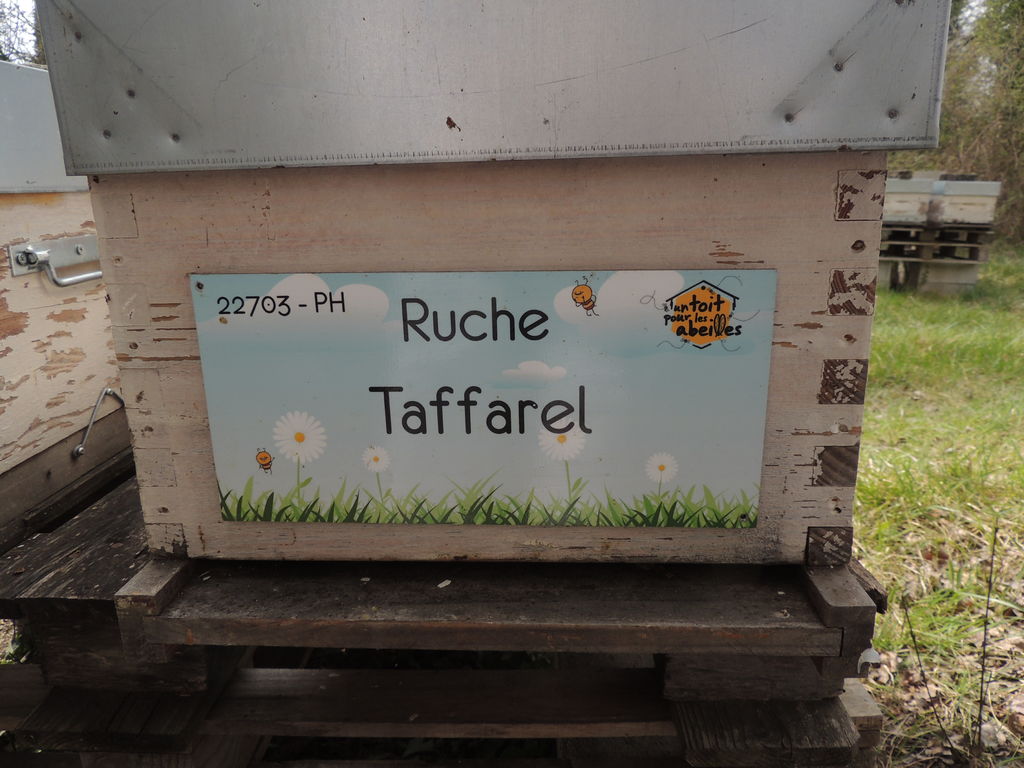 22703 - PH
Ruche
Taffarel
un toit
pour les
abeilles